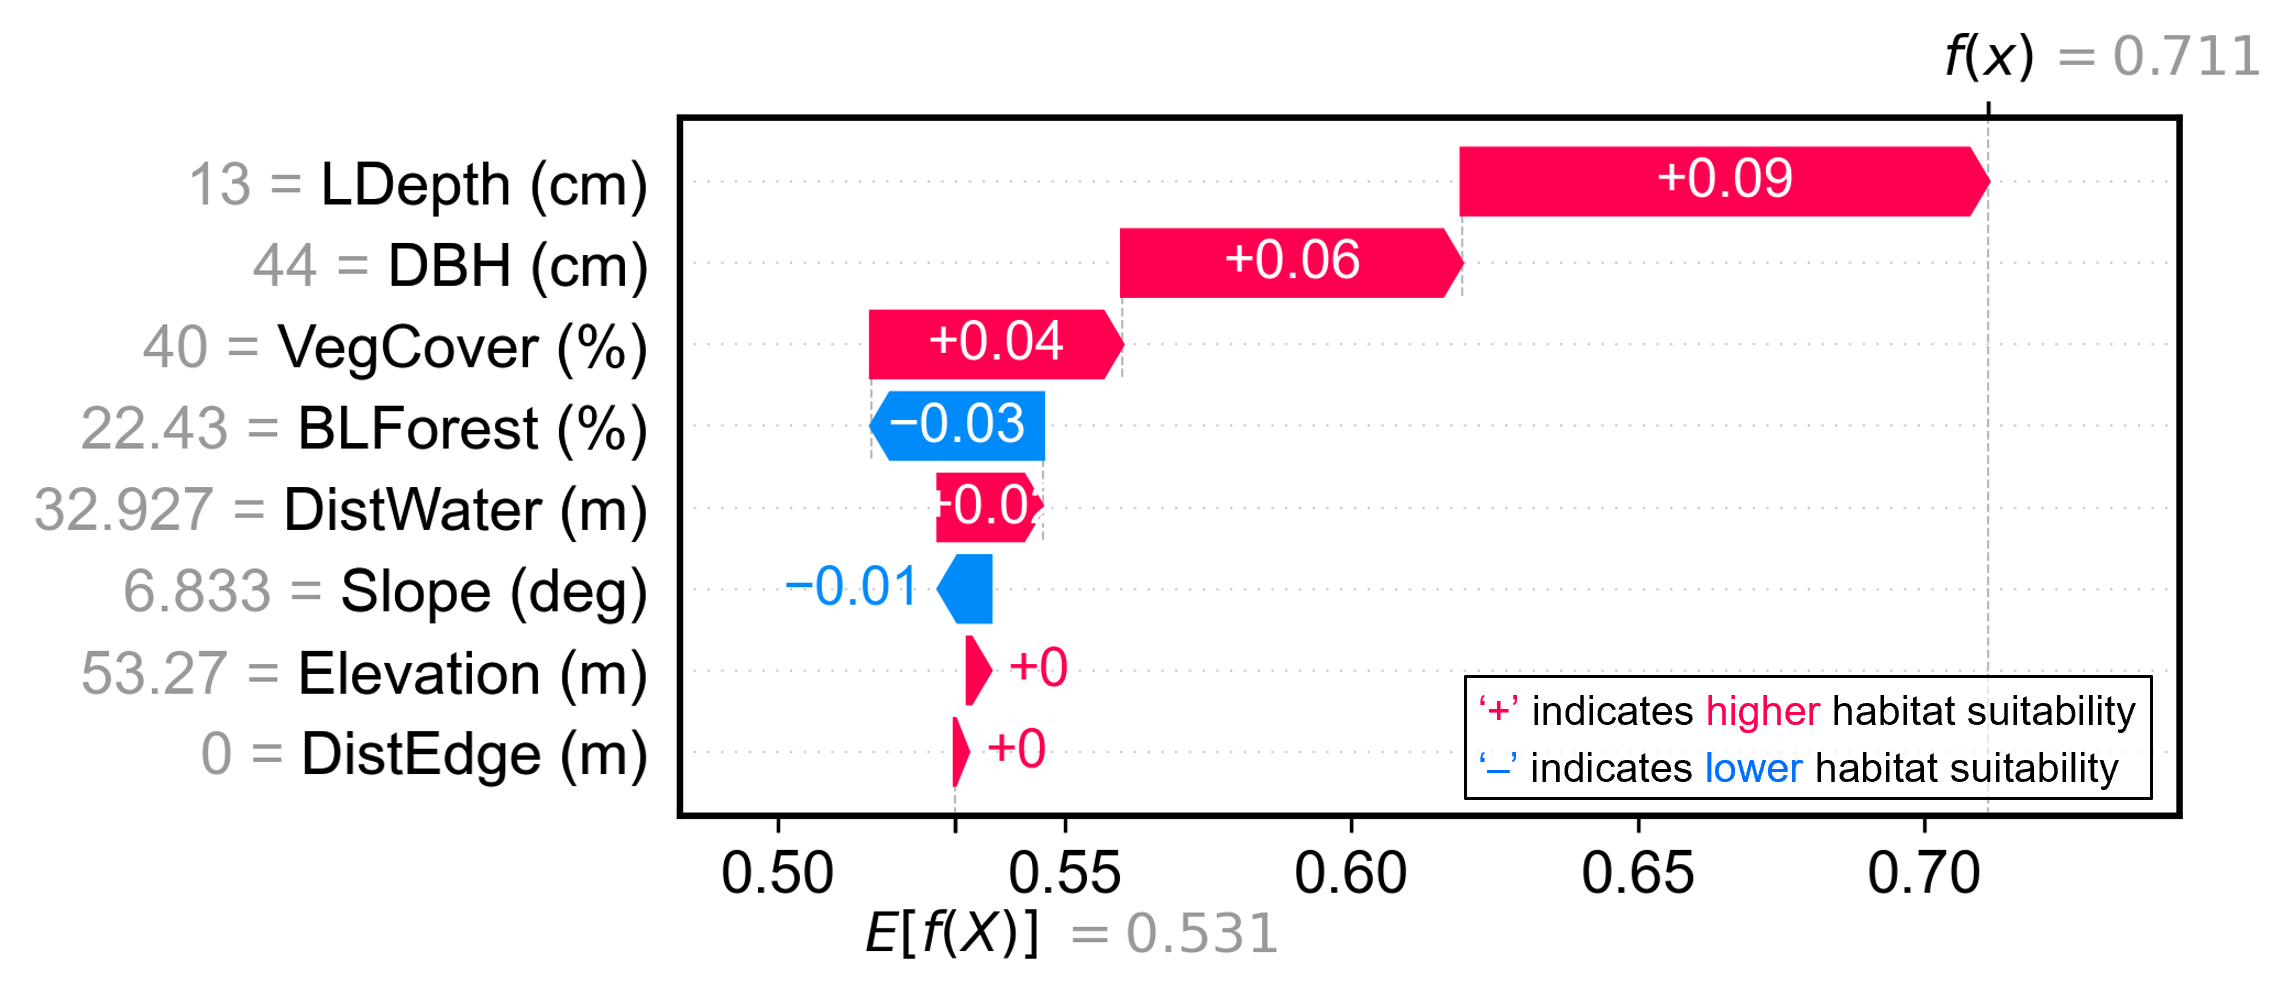 f(x) = 0.711
13 = LDepth (cm)
+0.09
44 = DBH (cm)
+0.06
40 = VegCover (%)
+0.04
22.43 = BLForest (%)
−0.03
32.927 = DistWater (m)
+0.02
6.833 = Slope (deg)
−0.01
53.27 = Elevation (m)
+0
0 = DistEdge (m)
+0
‘+’ indicates higher habitat suitability
‘–’ indicates lower habitat suitability
0.50 0.55 0.60 0.65 0.70
E[f(X)] = 0.531